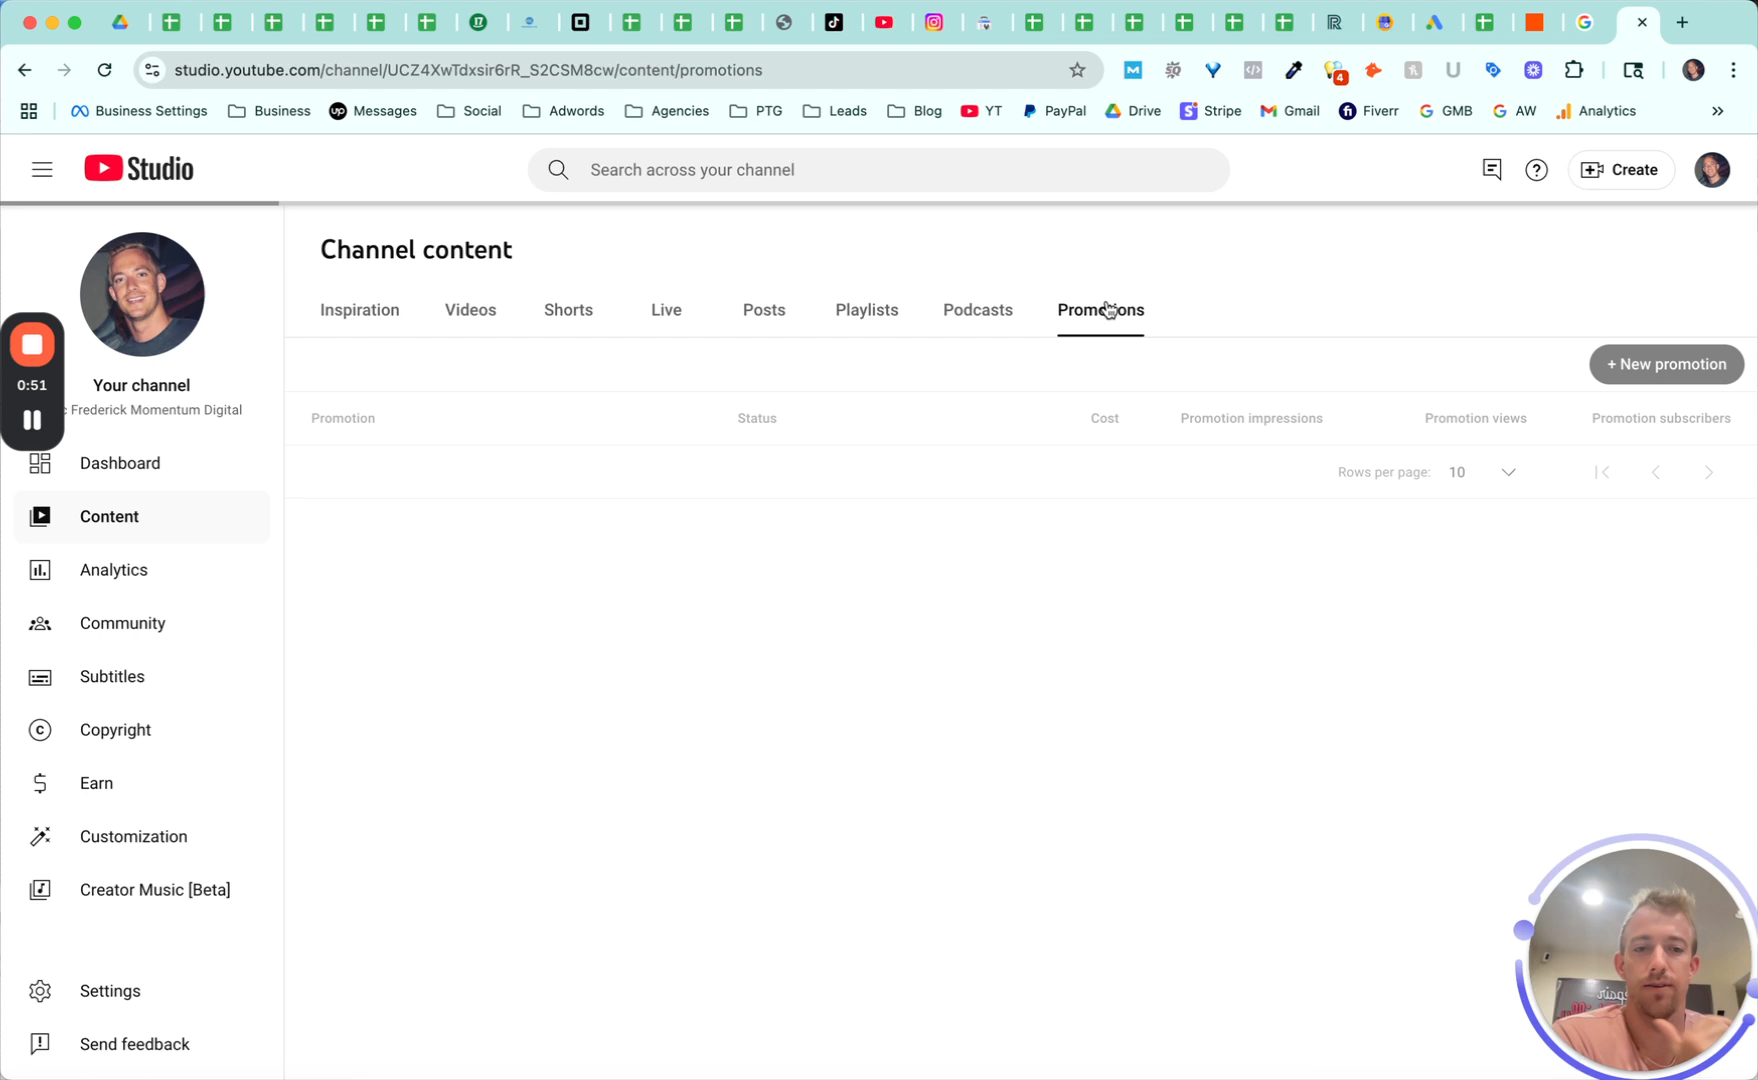 studio.youtube.com/channel/UCZ4XwTdxsir6rR_S2CSM8cw/content/promotions
4
Business Settings Business Messages Social Adwords Agencies PTG Leads Blog YT PayPal Drive Stripe Gmail Fiverr GMB AW Analytics
Studio
Search across your channel
Create
Channel content
Inspiration Videos Shorts Live Posts Playlists Podcasts Promotions
+ New promotion
Promotion Status Cost Promotion impressions Promotion views Promotion subscribers
Rows per page: 10
0:51
Your channel
Frederick Momentum Digital
Dashboard
Content
Analytics
Community
Subtitles
Copyright
Earn
Customization
Creator Music [Beta]
Settings
Send feedback